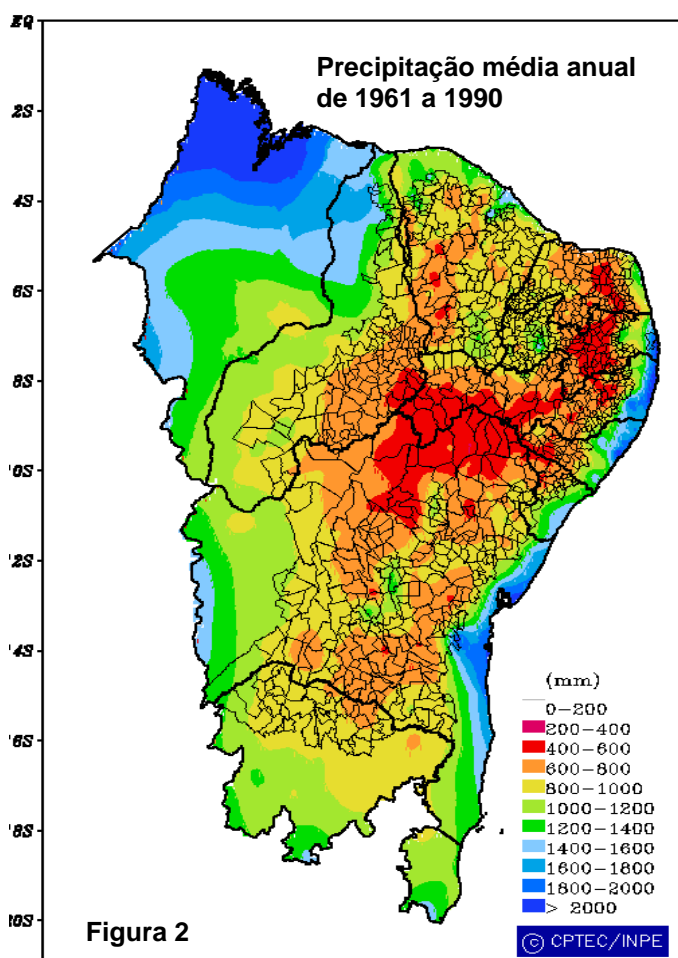 EQ
Precipitação média anual
de 1961 a 1990
2S
4S
6S
8S
'0S
'2S
'4S
'6S
'8S
20S
(mm)
0-200
200-400
400-600
600-800
800-1000
1000-1200
1200-1400
1400-1600
1600-1800
1800-2000
> 2000
Figura 2
© CPTEC/INPE